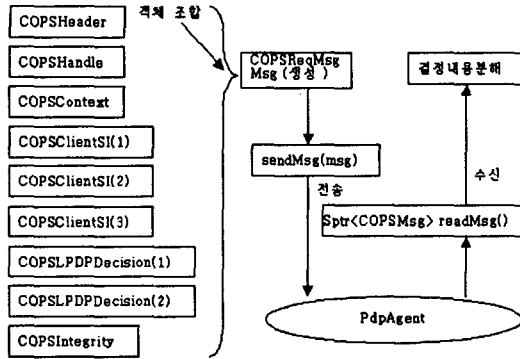 COPSHeader
COPSHandle
COPSContext
COPSClientSI(1)
COPSClientSI(2)
COPSClientSI(3)
COPSLPDPDecision(1)
COPSLPDPDecision(2)
COPSIntegrity
객체 조합
COPSReqMsg
Msg (생성 )
sendMsg(msg)
전송
결정내용분해
수신
Sptr<COPSMsg> readMsg()
PdpAgent